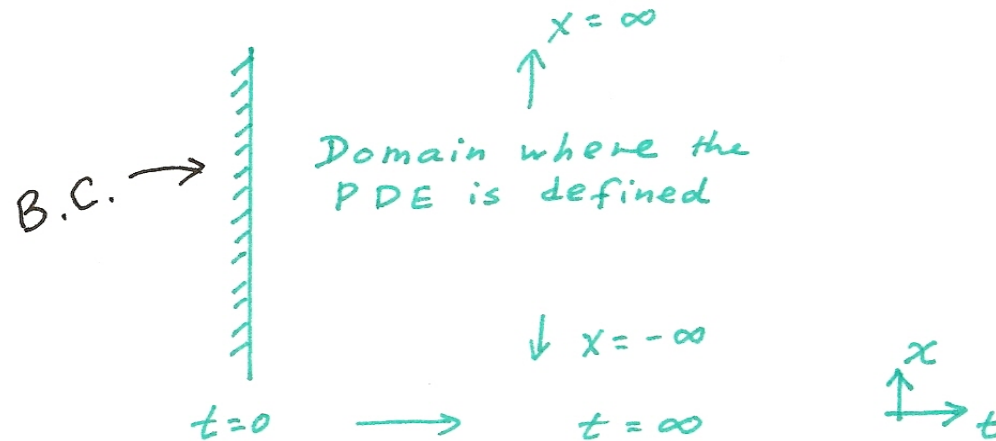 x = ∞
Domain where the
PDE is defined
B.C.
x = -∞
t=0
t = ∞
x
t